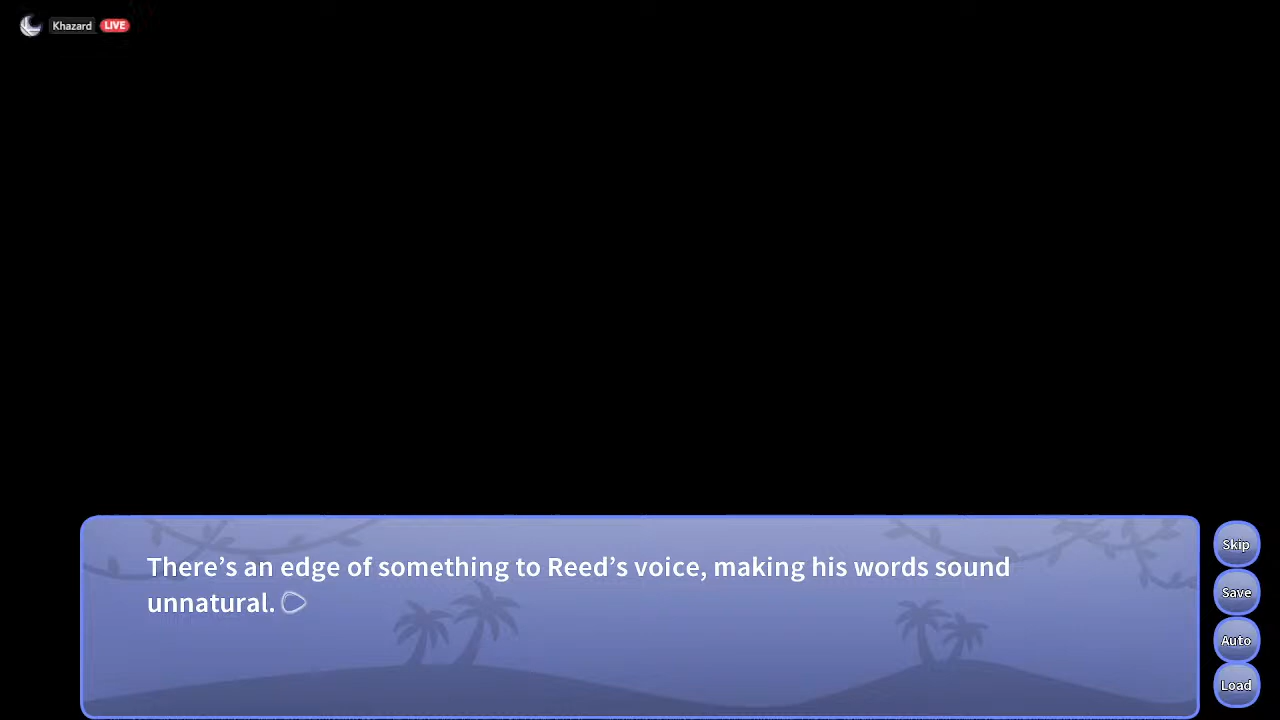 Khazard LIVE
There’s an edge of something to Reed’s voice, making his words sound
unnatural.
Skip
Save
Auto
Load